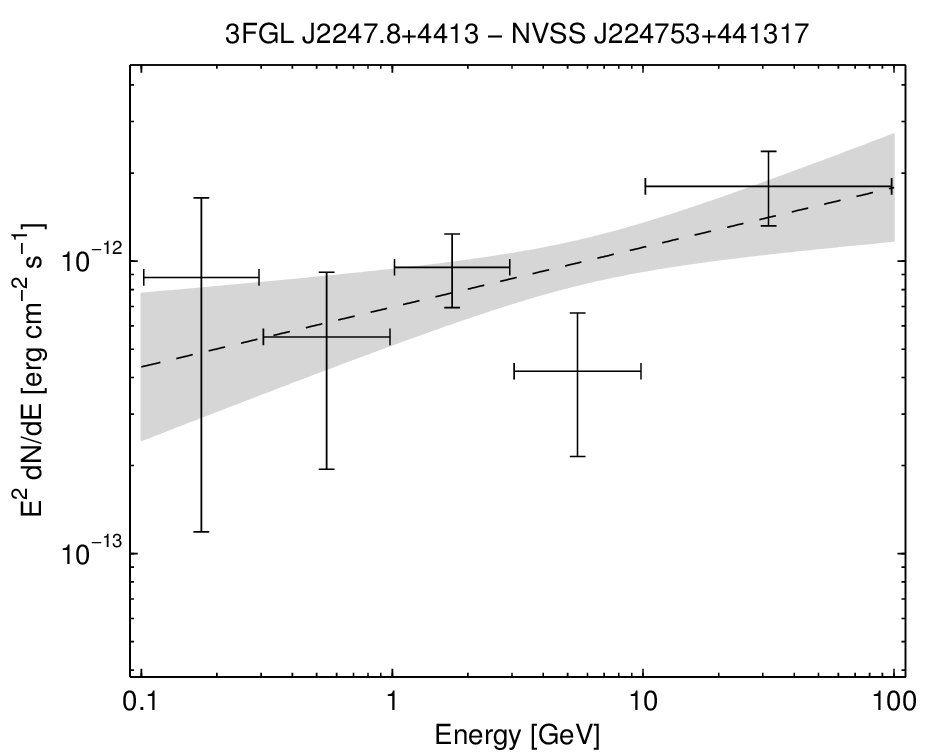 3FGL J2247.8+4413 − NVSS J224753+441317
E² dN/dE [erg cm⁻² s⁻¹]
10⁻¹²
10⁻¹³
0.1 1 10 100
Energy [GeV]